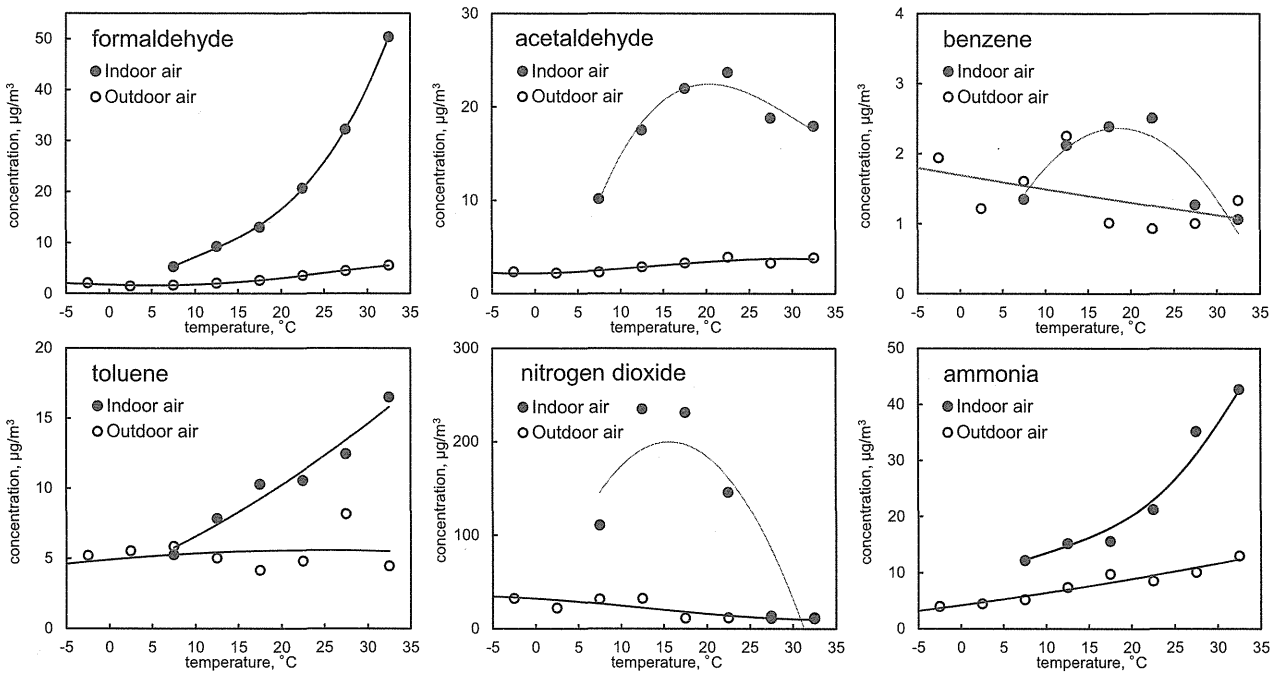 formaldehyde
Indoor air
Outdoor air
concentration, µg/m³
50
40
30
20
10
0
-5 0 5 10 15 20 25 30 35
temperature, °C
acetaldehyde
Indoor air
Outdoor air
concentration, µg/m³
30
20
10
0
-5 0 5 10 15 20 25 30 35
temperature, °C
benzene
Indoor air
Outdoor air
concentration, µg/m³
4
3
2
1
0
-5 0 5 10 15 20 25 30 35
temperature, °C
toluene
Indoor air
Outdoor air
concentration, µg/m³
20
15
10
5
0
-5 0 5 10 15 20 25 30 35
temperature, °C
nitrogen dioxide
Indoor air
Outdoor air
concentration, µg/m³
300
200
100
0
-5 0 5 10 15 20 25 30 35
temperature, °C
ammonia
Indoor air
Outdoor air
concentration, µg/m³
50
40
30
20
10
0
-5 0 5 10 15 20 25 30 35
temperature, °C